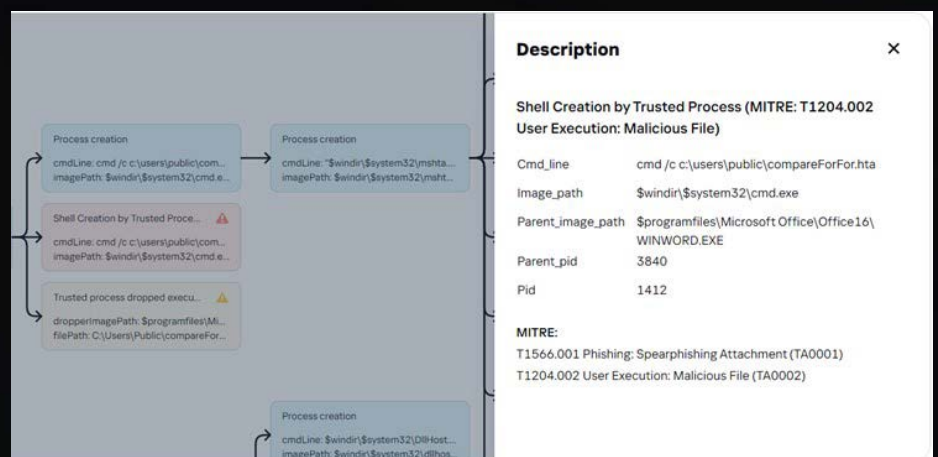 Process creation
cmdLine: cmd /c c:\users\public\com...
imagePath: $windir\$system32\cmd.e...
Process creation
cmdLine: "$windir\$system32\mshta...
imagePath: $windir\$system32\msht...
Shell Creation by Trusted Proce...
cmdLine: cmd /c c:\users\public\com...
imagePath: $windir\$system32\cmd.e...
Trusted process dropped execu...
dropperImagePath: $programfiles\Mi...
filePath: C:\Users\Public\compareFor...
Process creation
cmdLine: $windir\$system32\DllHost...
imagePath: $windir\$system32\dllhos...
Description
Shell Creation by Trusted Process (MITRE: T1204.002
User Execution: Malicious File)
Cmd_line cmd /c c:\users\public\compareForFor.hta
Image_path $windir\$system32\cmd.exe
Parent_image_path $programfiles\Microsoft Office\Office16\
WINWORD.EXE
Parent_pid 3840
Pid 1412
MITRE:
T1566.001 Phishing: Spearphishing Attachment (TA0001)
T1204.002 User Execution: Malicious File (TA0002)